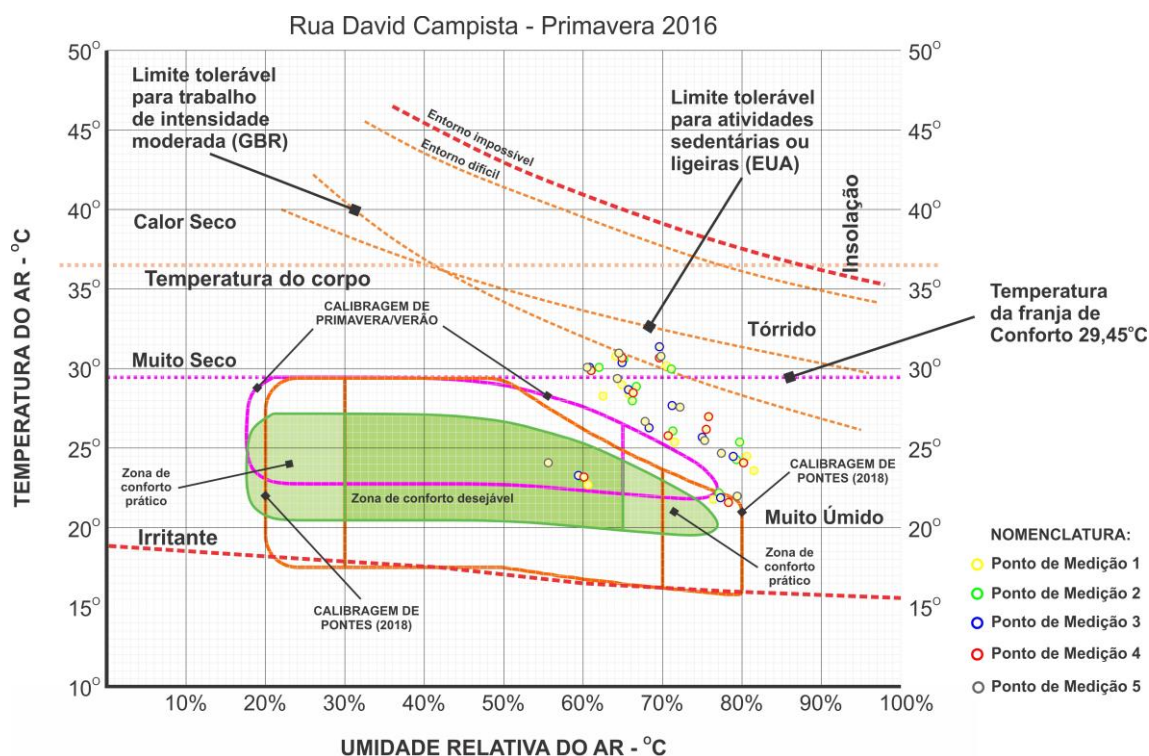 Rua David Campista - Primavera 2016
50°
45°
40°
35°
30°
25°
20°
15°
10°
TEMPERATURA DO AR - °C
Limite tolerável
para trabalho
de intensidade
moderada (GBR)
Calor Seco
Entorno impossível
Entorno difícil
Limite tolerável
para atividades
sedentárias ou
ligeiras (EUA)
Insolação
50°
45°
40°
35°
30°
25°
20°
15°
Temperatura do corpo
CALIBRAGEM DE
PRIMAVERA/VERÃO
Tórrido
Temperatura
da franja de
Conforto 29,45°C
Muito Seco
Zona de
conforto
prático
Zona de conforto desejável
CALIBRAGEM DE
PONTES (2018)
Muito Úmido
Irritante
CALIBRAGEM DE
PONTES (2018)
Zona de
conforto
prático
NOMENCLATURA:
Ponto de Medição 1
Ponto de Medição 2
Ponto de Medição 3
Ponto de Medição 4
Ponto de Medição 5
10% 20% 30% 40% 50% 60% 70% 80% 90% 100%
UMIDADE RELATIVA DO AR - °C